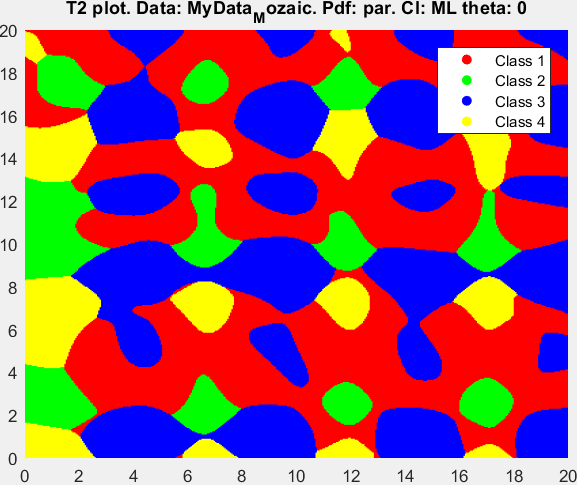 T2 plot. Data: MyData_Mozaic. Pdf: par. Cl: ML theta: 0
20
18
16
14
12
10
8
6
4
2
0
Class 1
Class 2
Class 3
Class 4
0 2 4 6 8 10 12 14 16 18 20